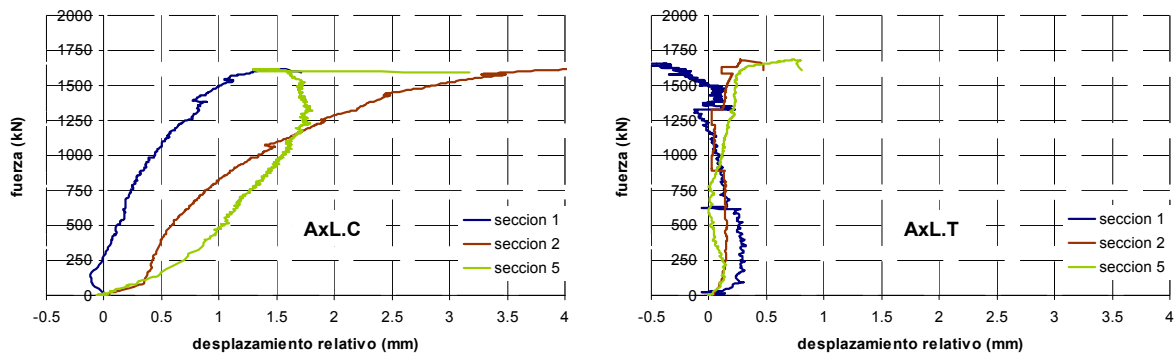 2000
1750
1500
1250
1000
750
500
250
0
fuerza (kN)
-0.5 0 0.5 1 1.5 2 2.5 3 3.5 4
desplazamiento relativo (mm)
AxL.C
seccion 1
seccion 2
seccion 5
2000
1750
1500
1250
1000
750
500
250
0
fuerza (kN)
-0.5 0 0.5 1 1.5 2 2.5 3 3.5 4
desplazamiento relativo (mm)
AxL.T
seccion 1
seccion 2
seccion 5